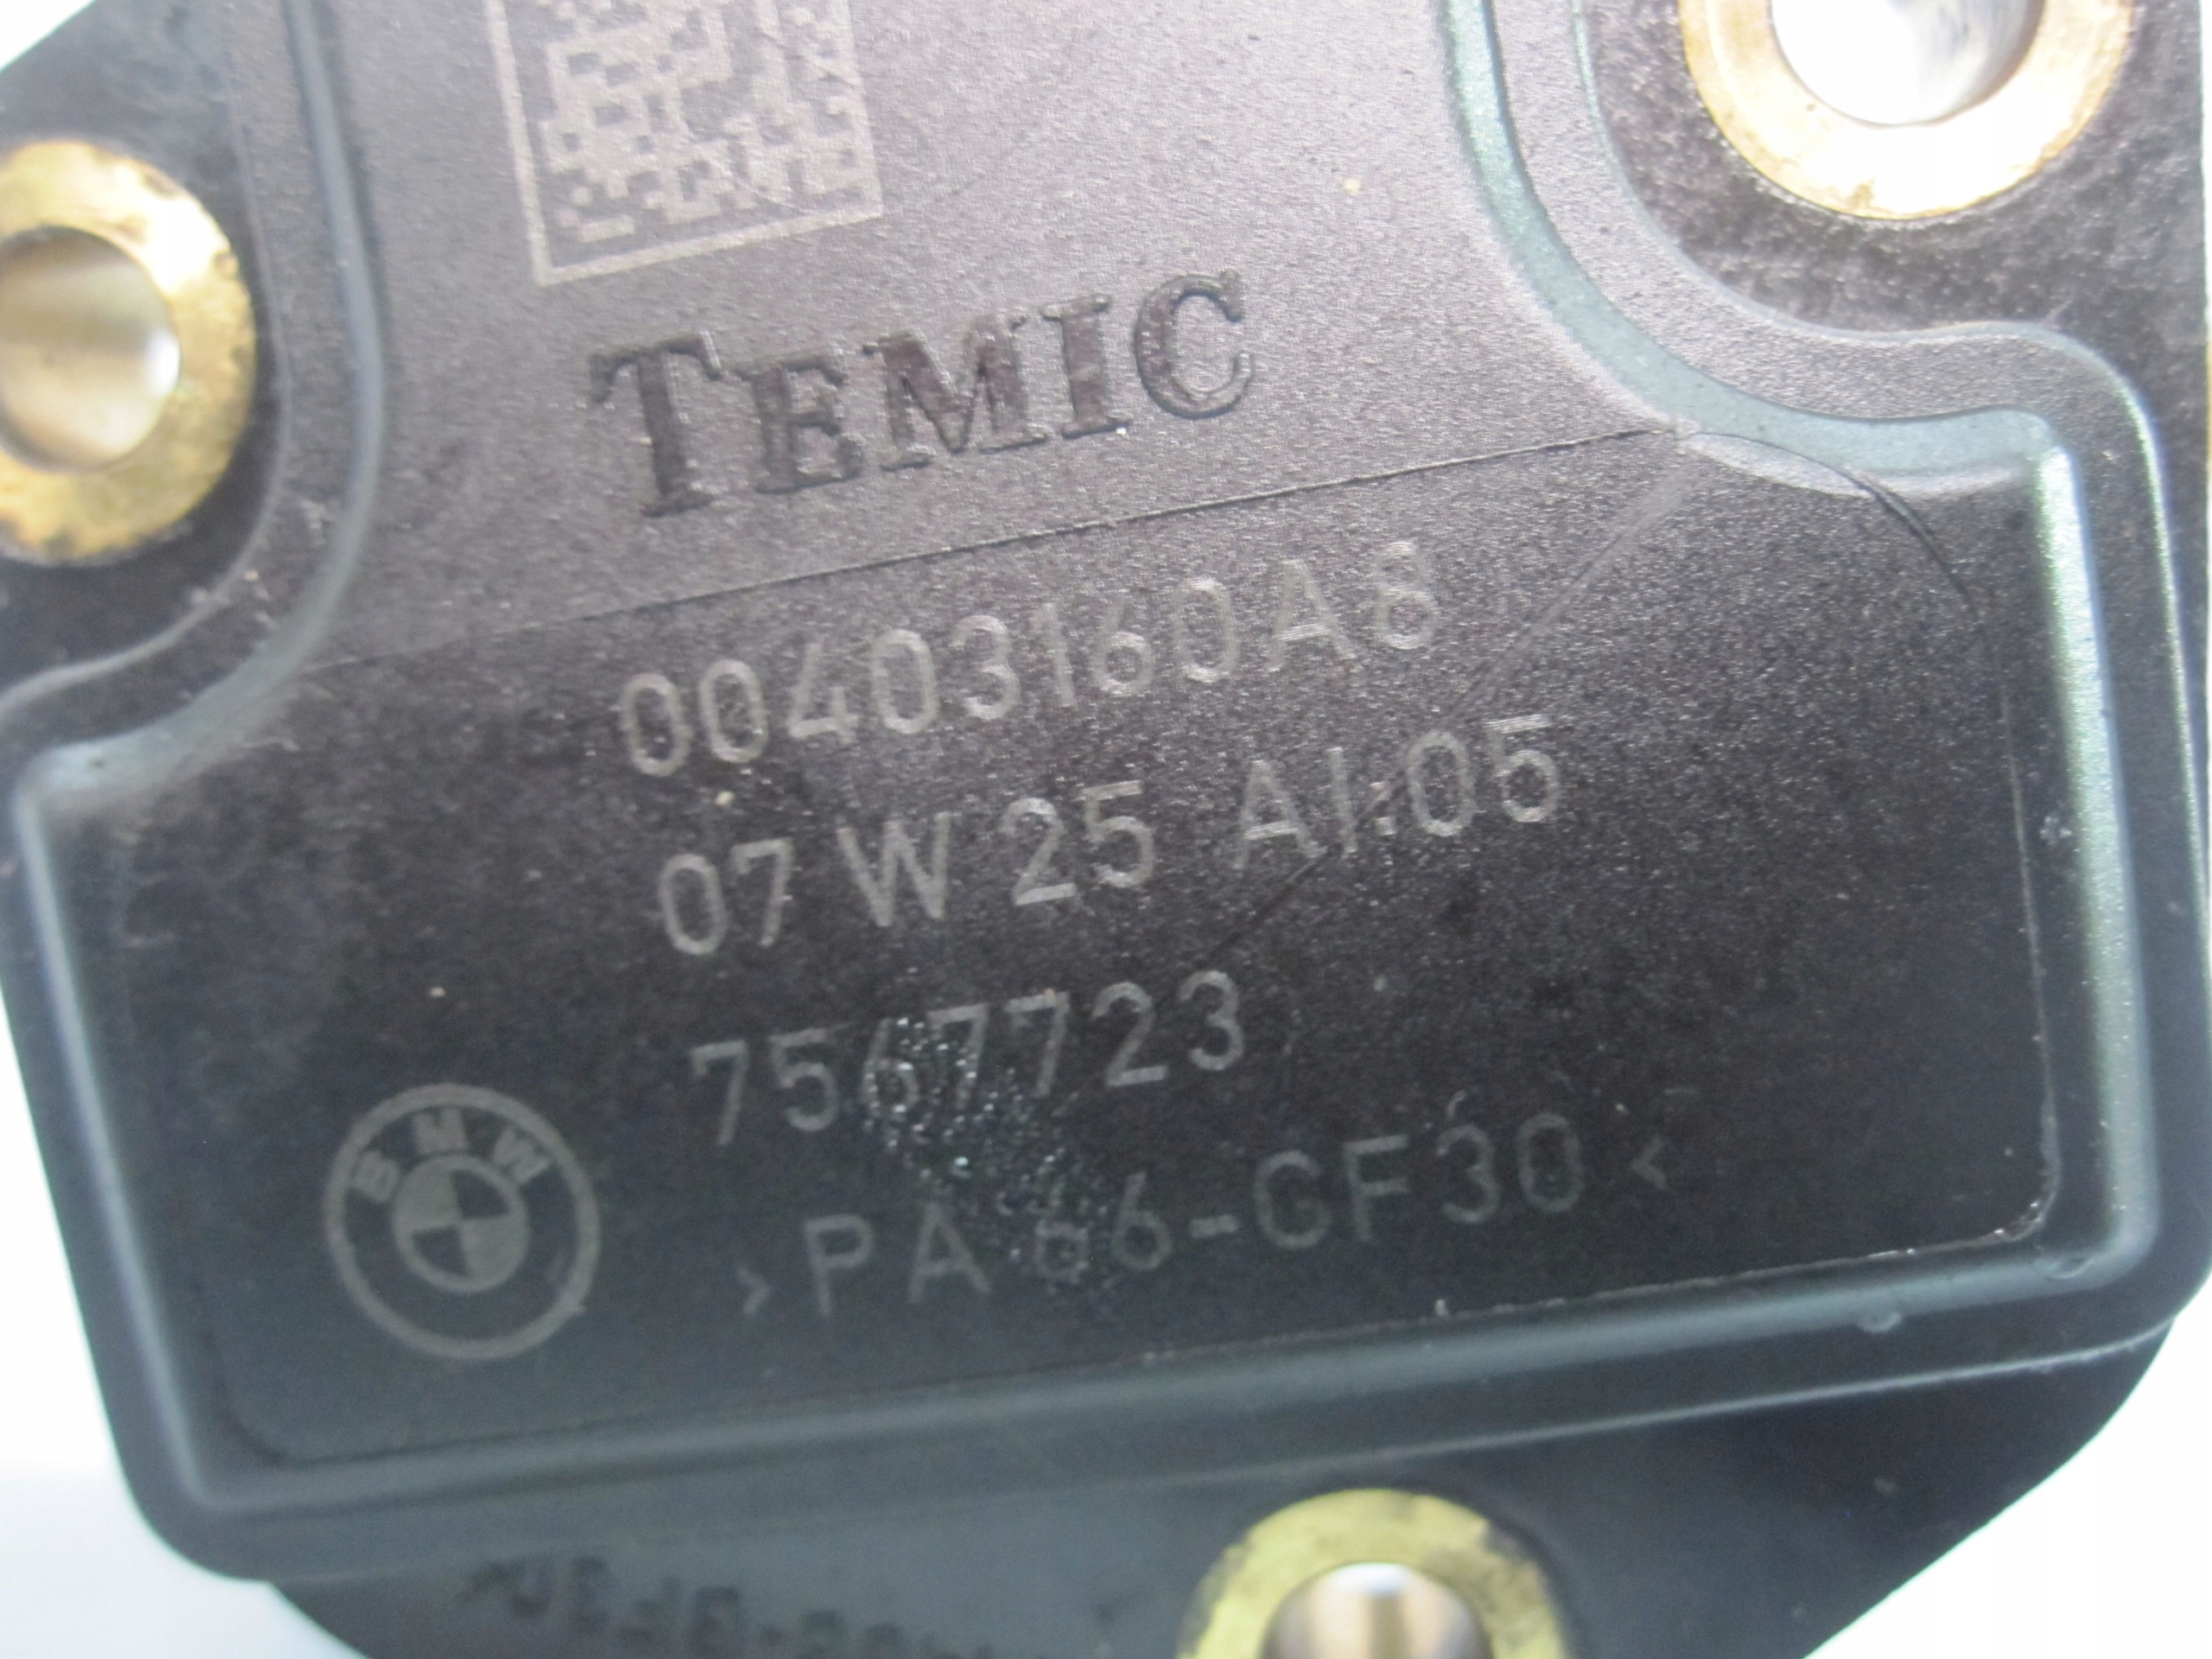 TEMIC
00403160A8
07 W 25 AI:05
7567723
BMW
>PA 66-GF30<